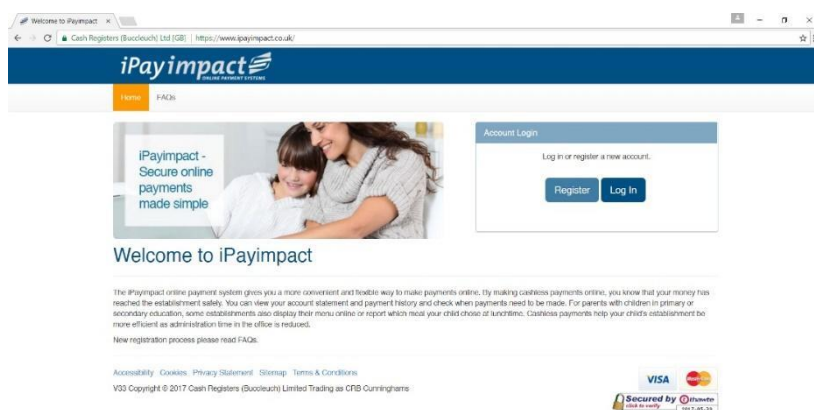 Welcome to iPayimpact
Cash Registers (Buccleuch) Ltd [GB] https://www.ipayimpact.co.uk/
iPayimpact
ONLINE PAYMENT SYSTEMS
Home FAQs
iPayimpact -
Secure online
payments
made simple
Account Login
Log in or register a new account.
Register Log In
Welcome to iPayimpact
The iPayimpact online payment system gives you a more convenient and flexible way to make payments online. By making cashless payments online, you know that your money has
reached the establishment safely. You can view your account statement and payment history and check when payments need to be made. For parents with children in primary or
secondary education, some establishments also display their menu online or report which meal your child chose at lunchtime. Cashless payments help your child's establishment be
more efficient as administration time in the office is reduced.
New registration process please read FAQs.
Accessibility Cookies Privacy Statement Sitemap Terms & Conditions
V33 Copyright © 2017 Cash Registers (Buccleuch) Limited Trading as CRB Cunninghams
VISA MasterCard
Secured by thawte
click to verify